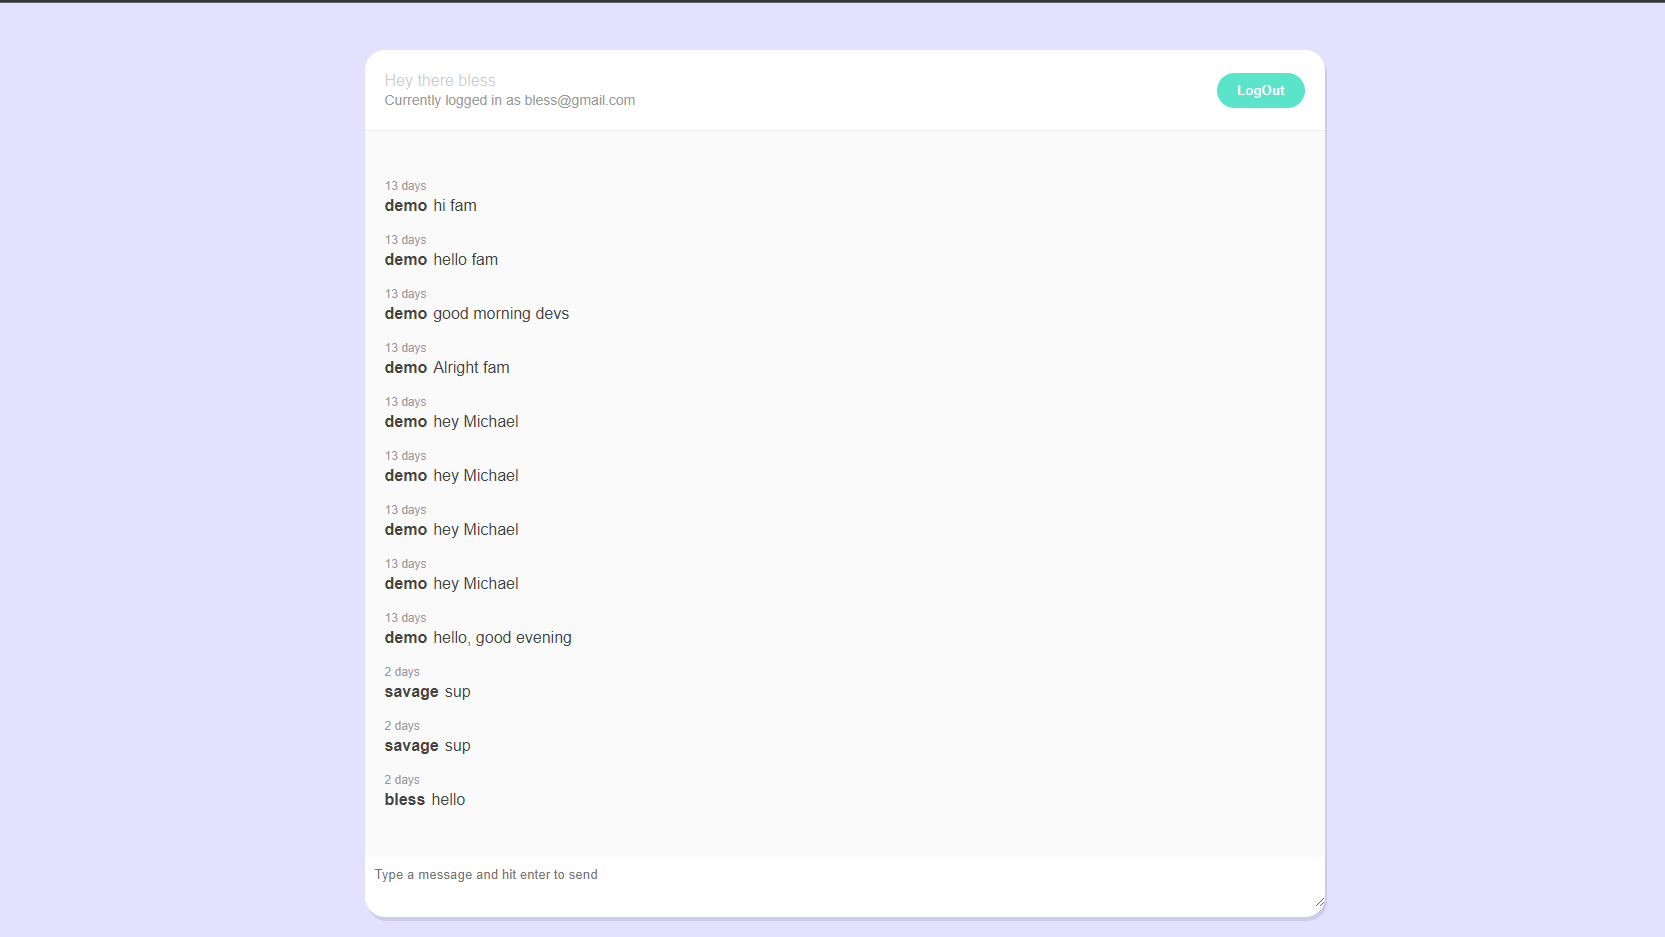 Hey there bless
Currently logged in as bless@gmail.com
LogOut
13 days
demo hi fam
13 days
demo hello fam
13 days
demo good morning devs
13 days
demo Alright fam
13 days
demo hey Michael
13 days
demo hey Michael
13 days
demo hey Michael
13 days
demo hey Michael
13 days
demo hello, good evening
2 days
savage sup
2 days
savage sup
2 days
bless hello
Type a message and hit enter to send